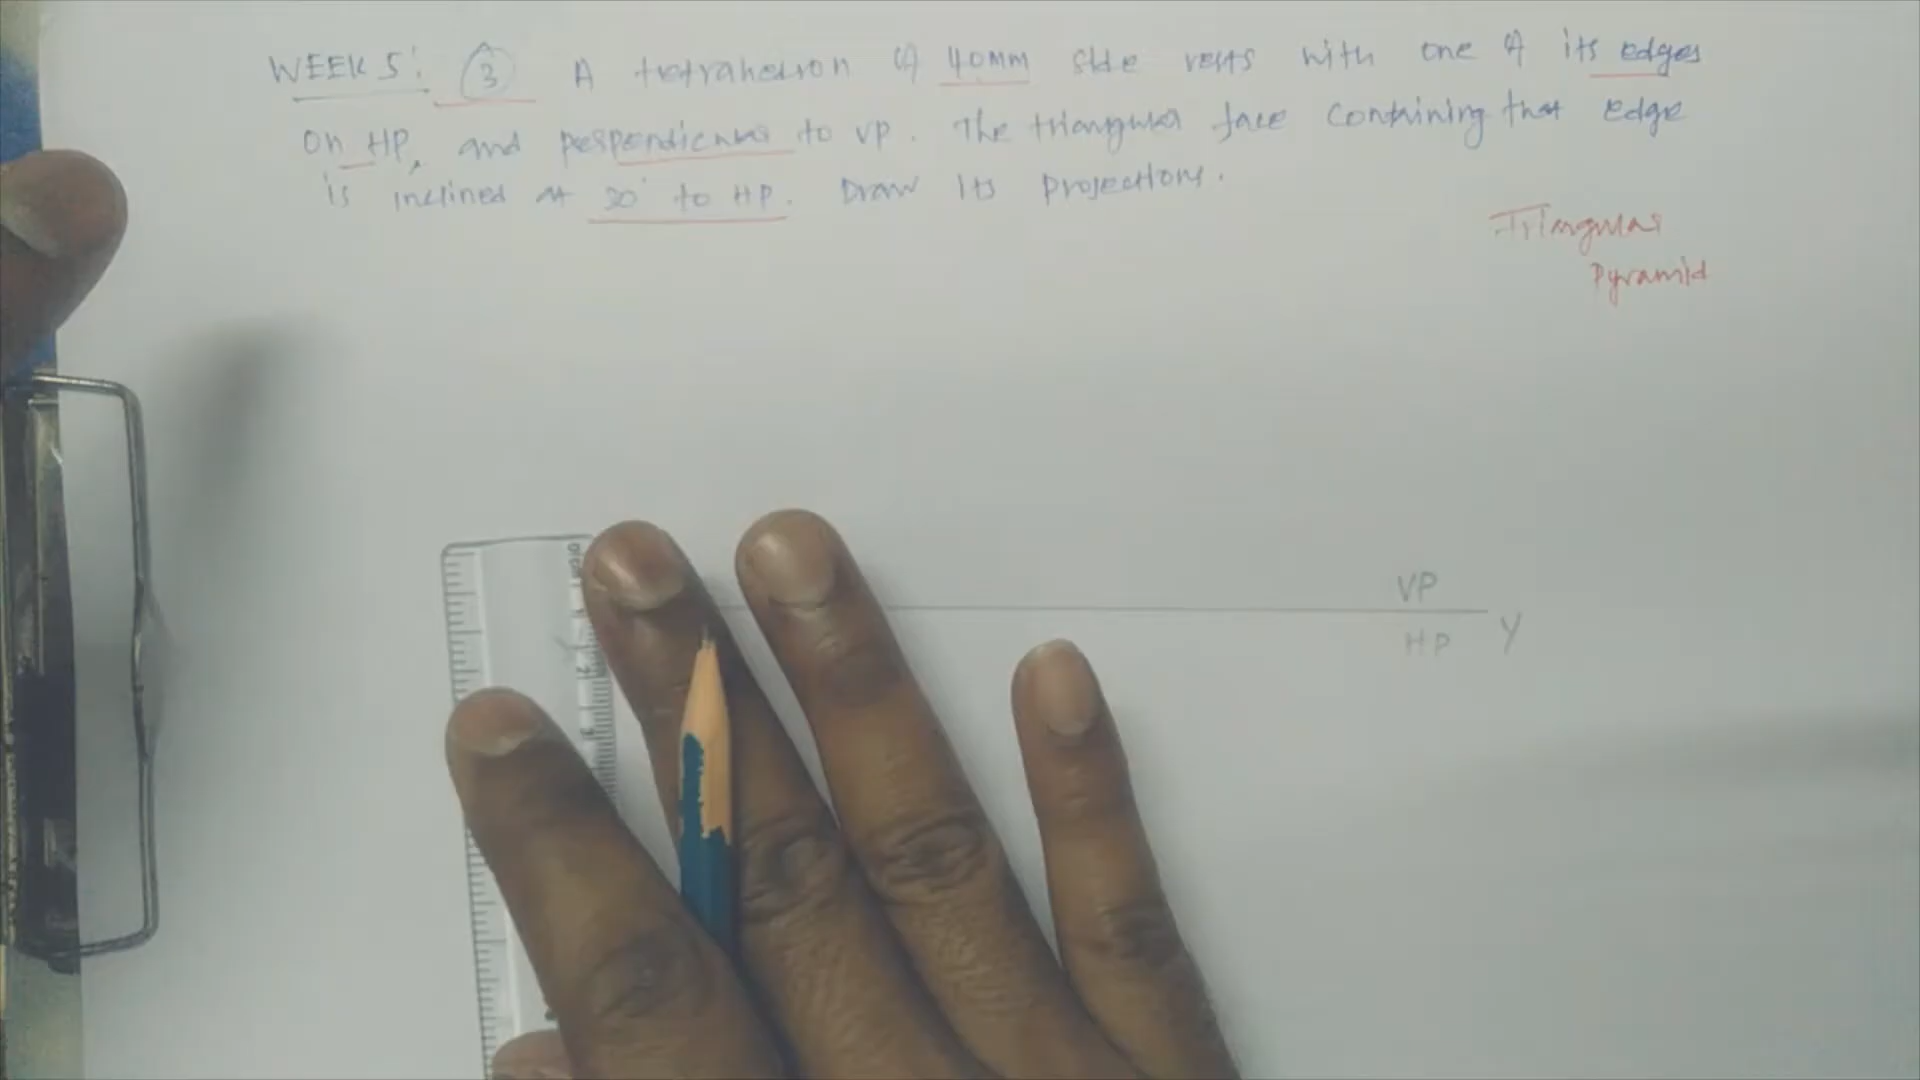 WEEK 5: 3 A tetrahedron of 40mm side rests with one of its edges
on HP, and perpendicular to VP. The triangular face containing that edge
is inclined at 30° to HP. Draw its projections.
Triangular
Pyramid
VP
HP Y